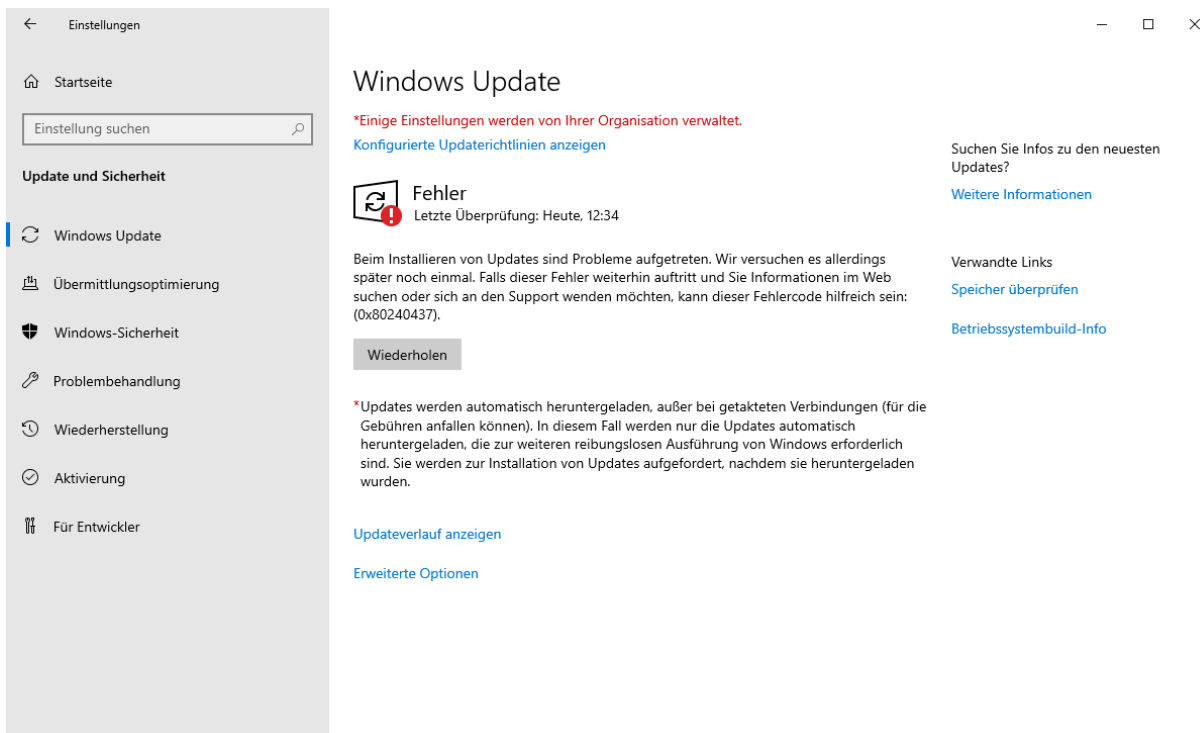 Einstellungen
Startseite
Einstellung suchen
Update und Sicherheit
Windows Update
Übermittlungsoptimierung
Windows-Sicherheit
Problembehandlung
Wiederherstellung
Aktivierung
Für Entwickler
Windows Update
*Einige Einstellungen werden von Ihrer Organisation verwaltet.
Konfigurierte Updaterichtlinien anzeigen
Fehler
Letzte Überprüfung: Heute, 12:34
Beim Installieren von Updates sind Probleme aufgetreten. Wir versuchen es allerdings
später noch einmal. Falls dieser Fehler weiterhin auftritt und Sie Informationen im Web
suchen oder sich an den Support wenden möchten, kann dieser Fehlercode hilfreich sein:
(0x80240437).
Wiederholen
*Updates werden automatisch heruntergeladen, außer bei getakteten Verbindungen (für die
Gebühren anfallen können). In diesem Fall werden nur die Updates automatisch
heruntergeladen, die zur weiteren reibungslosen Ausführung von Windows erforderlich
sind. Sie werden zur Installation von Updates aufgefordert, nachdem sie heruntergeladen
wurden.
Updateverlauf anzeigen
Erweiterte Optionen
Suchen Sie Infos zu den neuesten
Updates?
Weitere Informationen
Verwandte Links
Speicher überprüfen
Betriebssystembuild-Info